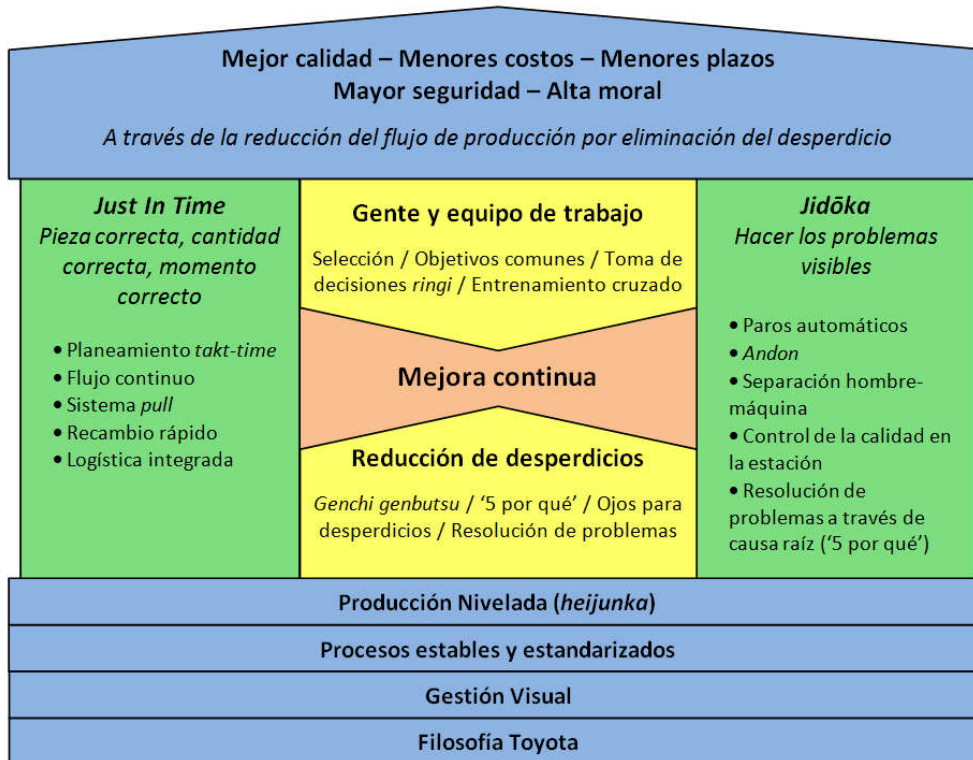 Mejor calidad – Menores costos – Menores plazos
Mayor seguridad – Alta moral
A través de la reducción del flujo de producción por eliminación del desperdicio
Just In Time
Pieza correcta, cantidad
correcta, momento
correcto
• Planeamiento takt-time
• Flujo continuo
• Sistema pull
• Recambio rápido
• Logística integrada
Gente y equipo de trabajo
Selección / Objetivos comunes / Toma de
decisiones ringi / Entrenamiento cruzado
Mejora continua
Reducción de desperdicios
Genchi genbutsu / ‘5 por qué’ / Ojos para
desperdicios / Resolución de problemas
Jidōka
Hacer los problemas
visibles
• Paros automáticos
• Andon
• Separación hombre-
máquina
• Control de la calidad en
la estación
• Resolución de
problemas a través de
causa raíz (‘5 por qué’)
Producción Nivelada (heijunka)
Procesos estables y estandarizados
Gestión Visual
Filosofía Toyota